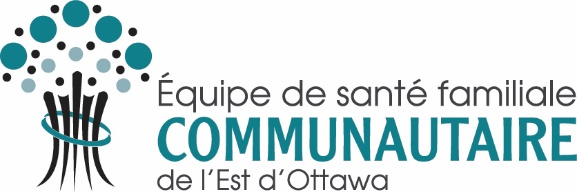 Équipe de santé familiale
COMMUNAUTAIRE
de l'Est d'Ottawa